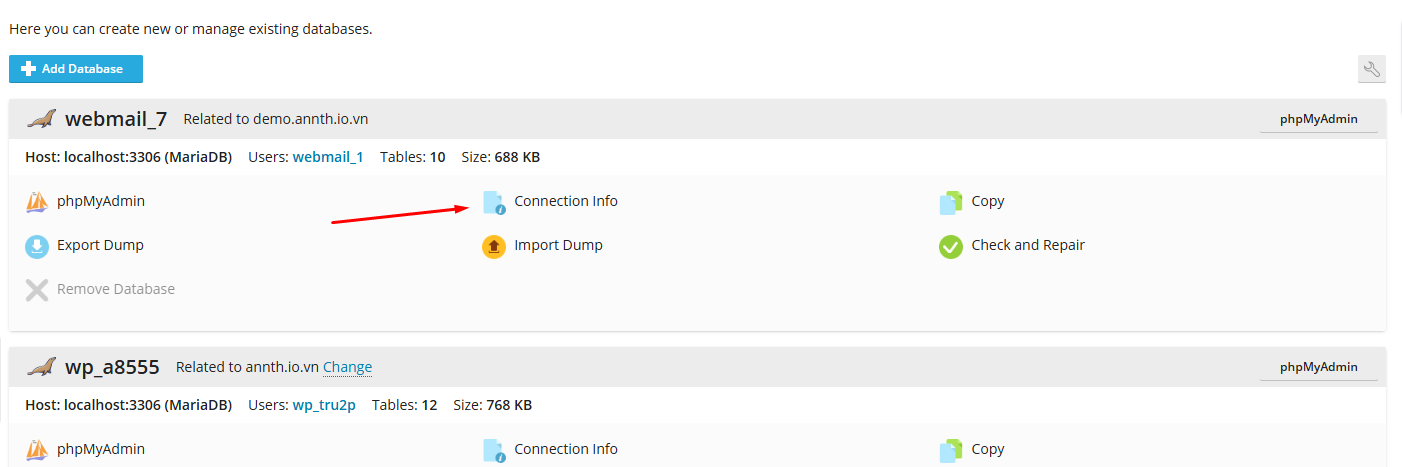 Here you can create new or manage existing databases.
Add Database
webmail_7 Related to demo.annth.io.vn phpMyAdmin
Host: localhost:3306 (MariaDB) Users: webmail_1 Tables: 10 Size: 688 KB
phpMyAdmin Connection Info Copy
Export Dump Import Dump Check and Repair
Remove Database
wp_a8555 Related to annth.io.vn Change phpMyAdmin
Host: localhost:3306 (MariaDB) Users: wp_tru2p Tables: 12 Size: 768 KB
phpMyAdmin Connection Info Copy